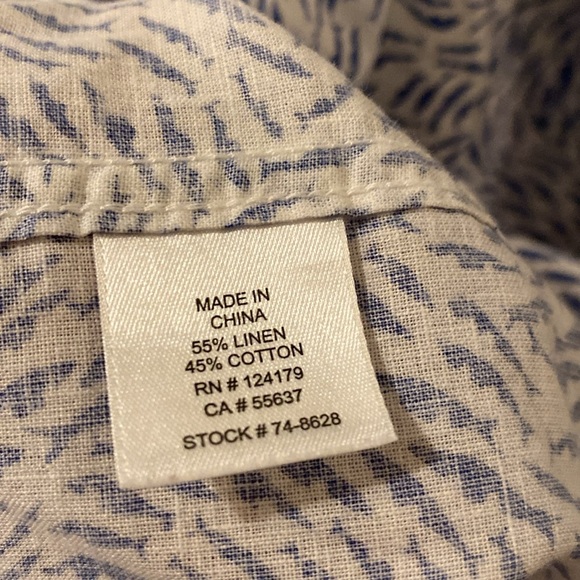 MADE IN
CHINA
55% LINEN
45% COTTON
RN # 124179
CA # 55637
STOCK # 74-8628